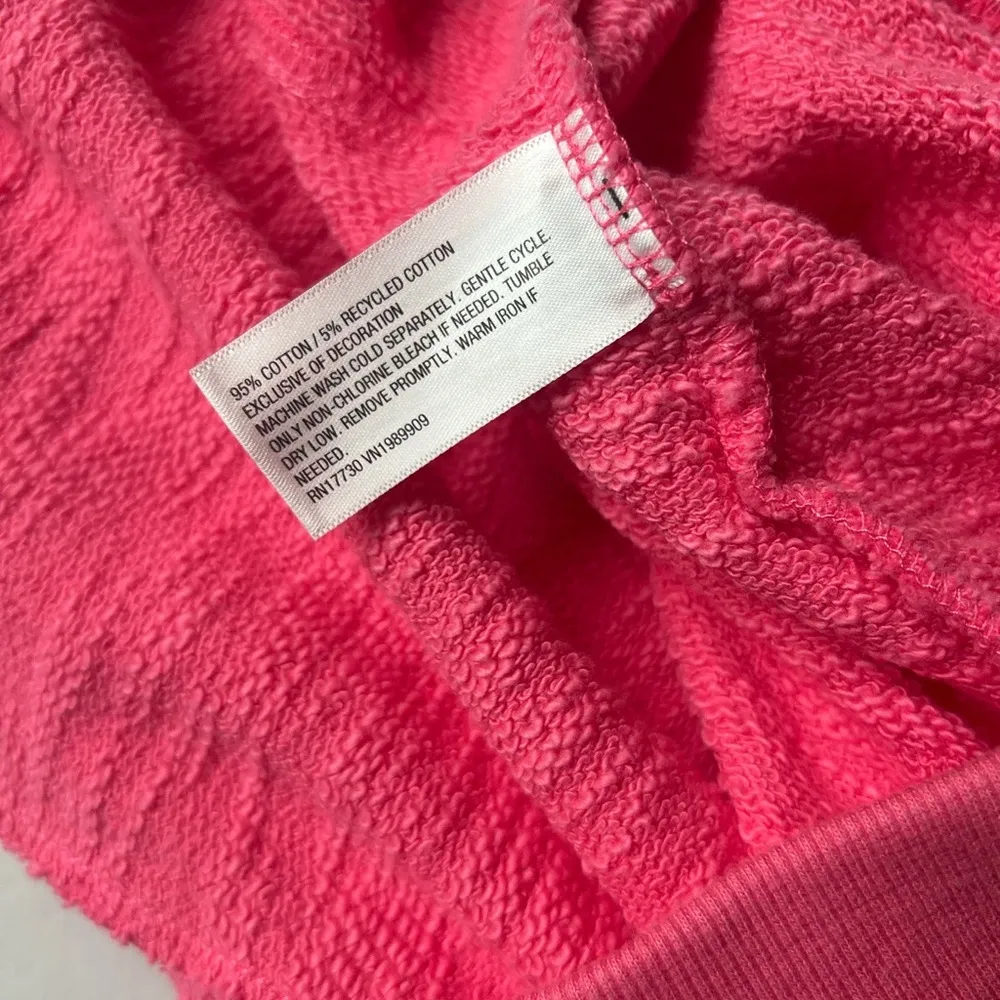 95% COTTON / 5% RECYCLED COTTON
EXCLUSIVE OF DECORATION
MACHINE WASH COLD SEPARATELY. GENTLE CYCLE.
ONLY NON-CHLORINE BLEACH IF NEEDED. TUMBLE
DRY LOW. REMOVE PROMPTLY. WARM IRON IF
NEEDED.
RN17730 VN1989909